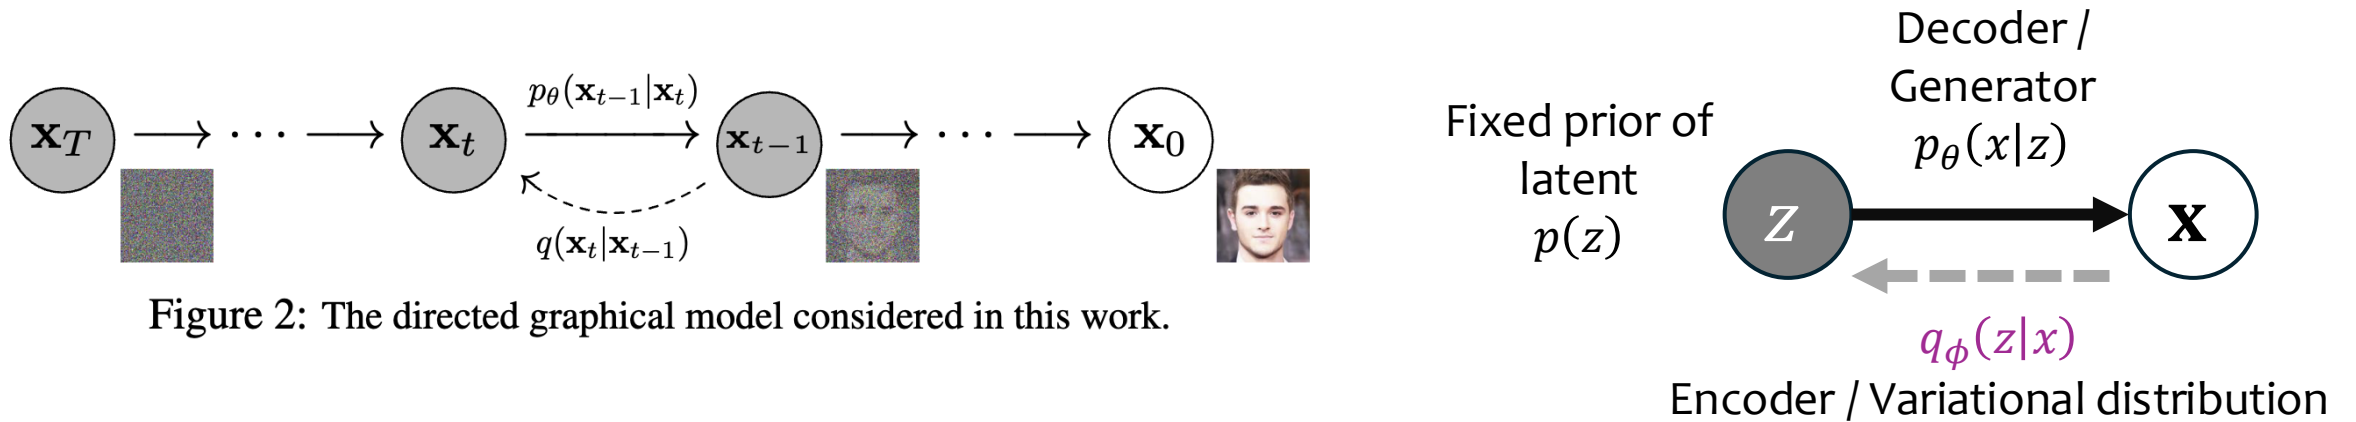 x_T → ··· → x_t → x_{t−1} → ··· → x_0
p_θ(x_{t−1}|x_t)
q(x_t|x_{t−1})
Figure 2: The directed graphical model considered in this work.
Fixed prior of
latent
p(z)
Decoder /
Generator
p_θ(x|z)
z
x
q_ϕ(z|x)
Encoder / Variational distribution